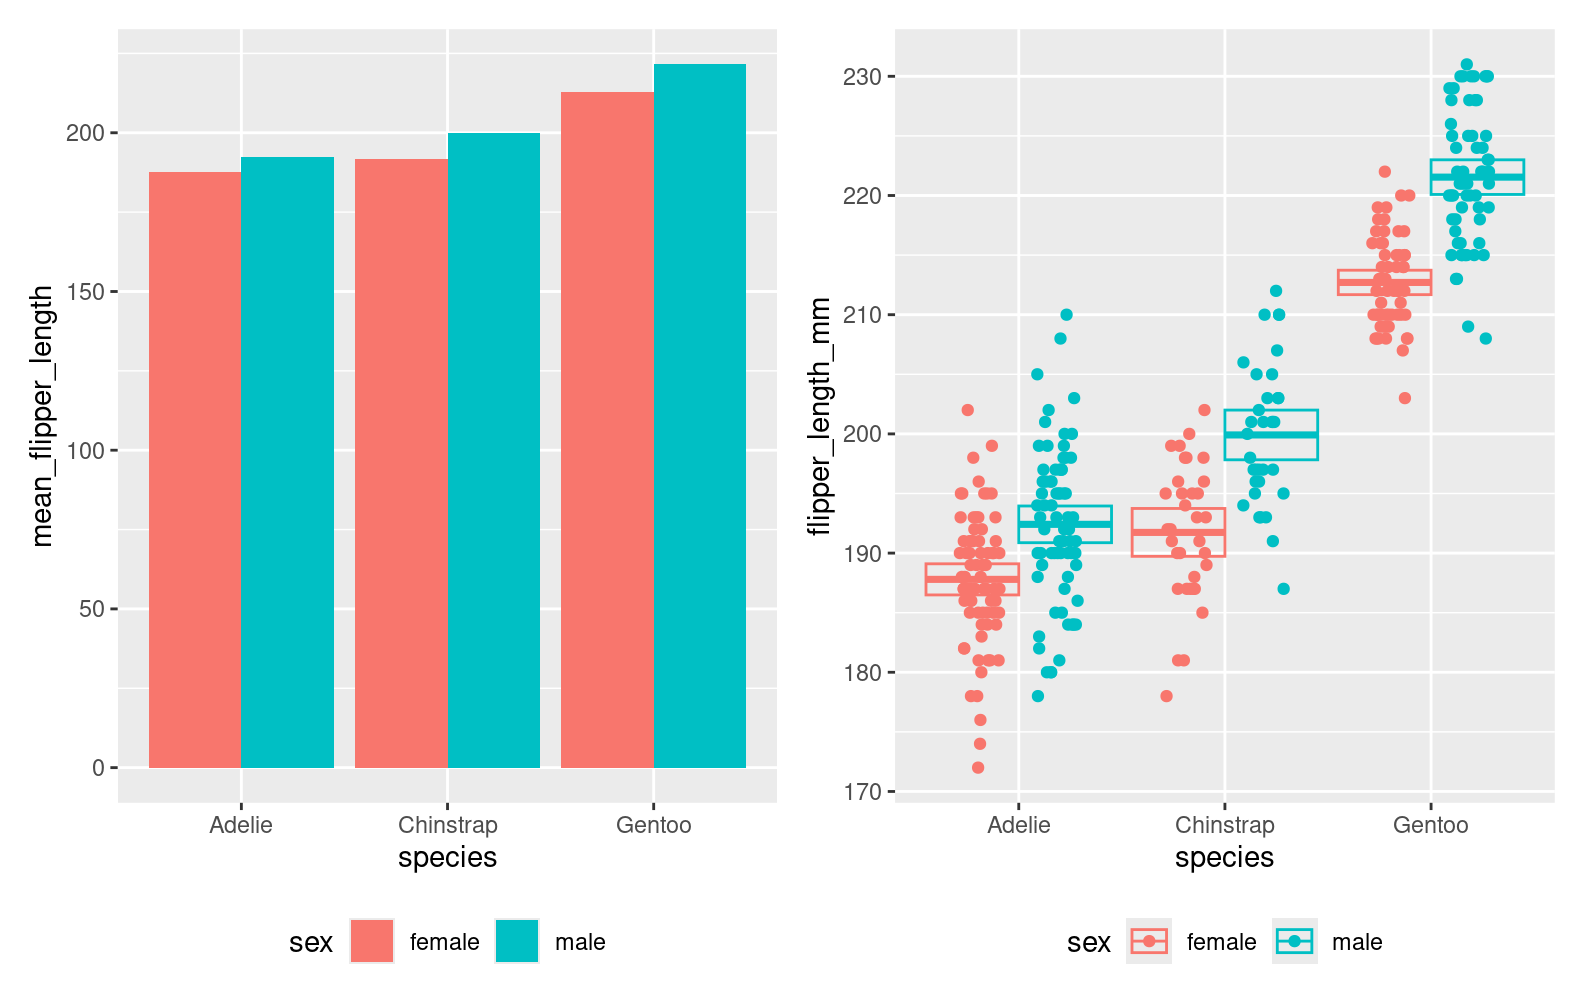 mean_flipper_length
200
150
100
50
0
Adelie Chinstrap Gentoo
species
sex female male
flipper_length_mm
230
220
210
200
190
180
170
Adelie Chinstrap Gentoo
species
sex female male